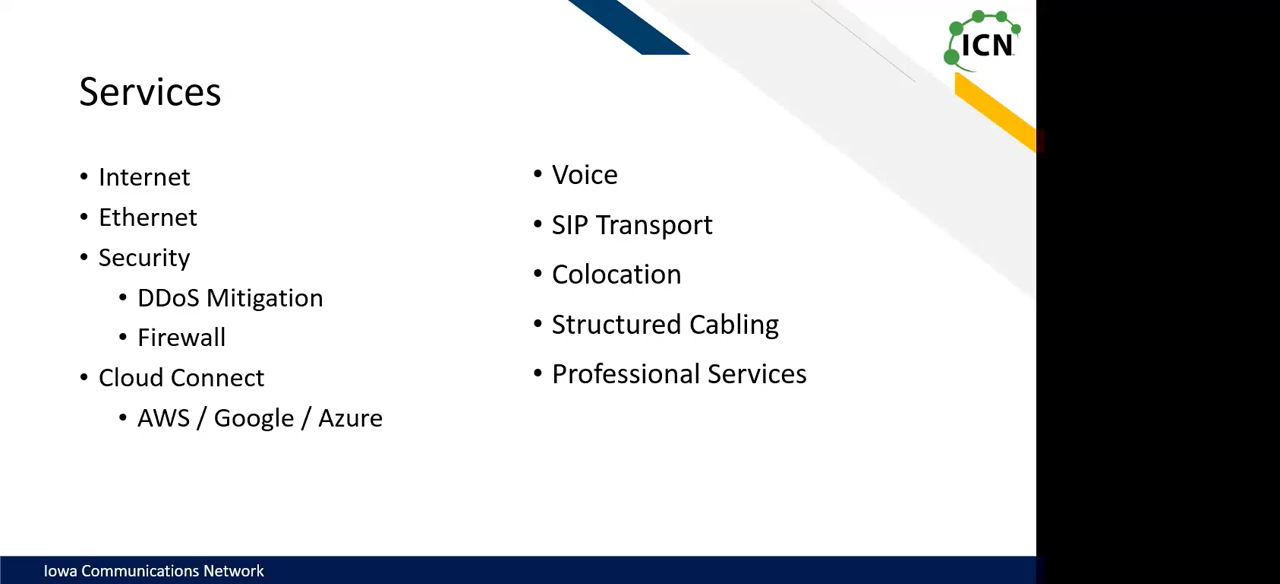 ICN
Services
• Internet
• Ethernet
• Security
• DDoS Mitigation
• Firewall
• Cloud Connect
• AWS / Google / Azure
• Voice
• SIP Transport
• Colocation
• Structured Cabling
• Professional Services
Iowa Communications Network